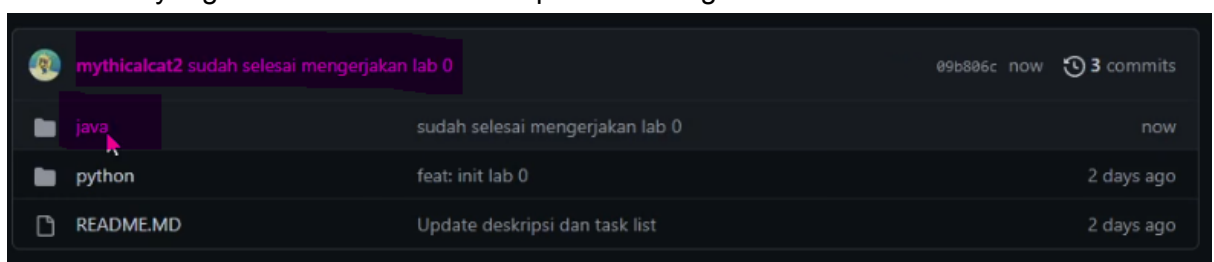 mythicalcat2 sudah selesai mengerjakan lab 0 09b806c now 3 commits
java sudah selesai mengerjakan lab 0 now
python feat: init lab 0 2 days ago
README.MD Update deskripsi dan task list 2 days ago